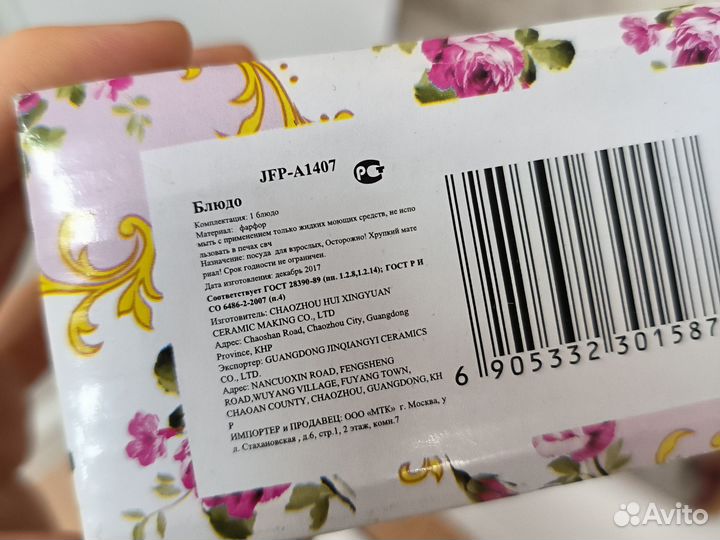 JFP-A1407
РС
Блюдо
Комплектация: 1 блюдо
Материал: фарфор
мыть с применением только жидких моющих средств, не испо
льзовать в печах свч
Назначение: посуда для взрослых, Осторожно! Хрупкий мате
риал! Срок годности не ограничен.
Дата изготовления: декабрь 2017
Соответствует ГОСТ 28390-89 (пп. 1.2.8,1.2.14); ГОСТ Р И
СО 6486-2-2007 (п.4)
Изготовитель: CHAOZHOU HUI XINGYUAN
CERAMIC MAKING CO., LTD
Адрес: Chaoshan Road, Chaozhou City, Guangdong
Province, КНР
Экспортер: GUANGDONG JINQIANGYI CERAMICS
CO., LTD.
Адрес: NANCUOXIN ROAD, FENGSHENG
ROAD,WUYANG VILLAGE, FUYANG TOWN,
CHAOAN COUNTY, CHAOZHOU, GUANGDONG, КН
Р
ИМПОРТЕР и ПРОДАВЕЦ: ООО «МТК» г. Москва, у
л. Стахановская , д.6, стр.1, 2 этаж, комн.7
6 905332 301587
Avito